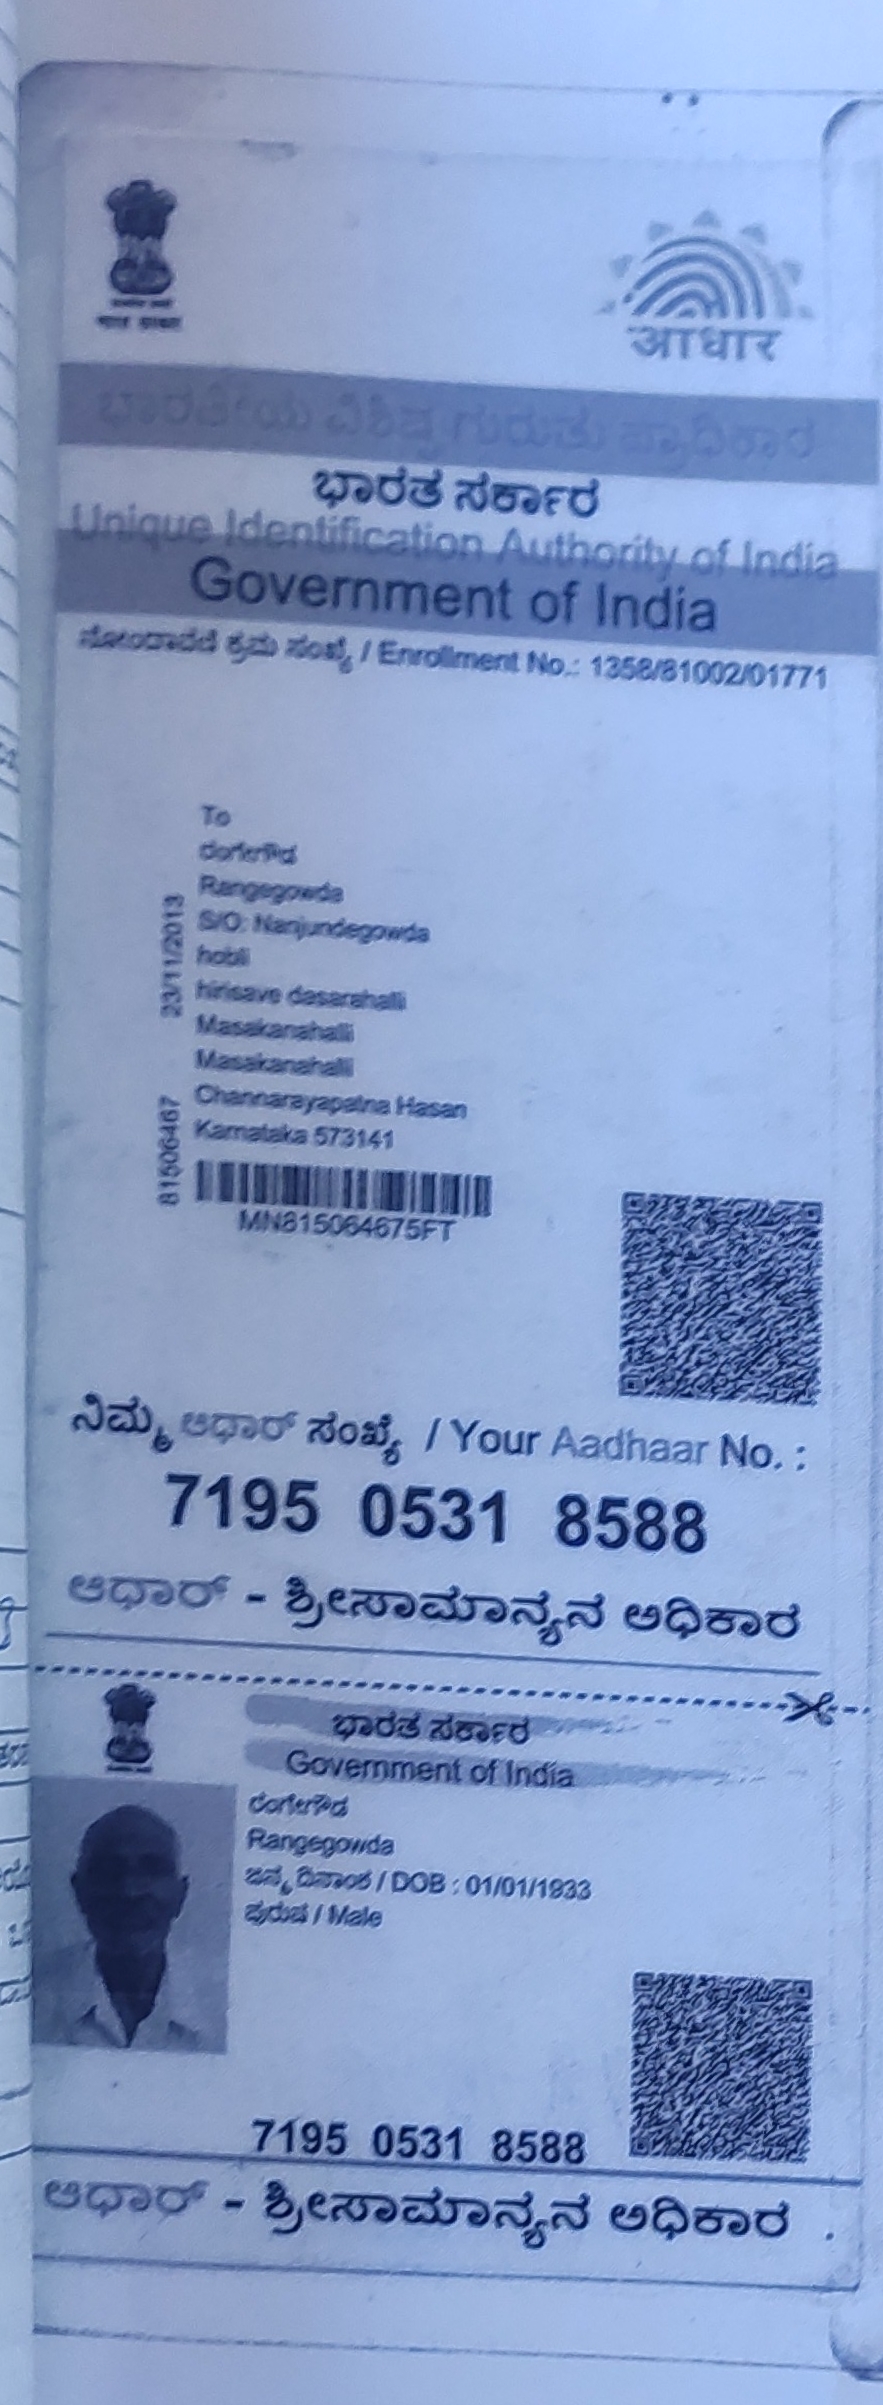 आधार
ಭಾರತೀಯ ವಿಶಿಷ್ಟ ಗುರುತು ಪ್ರಾಧಿಕಾರ
ಭಾರತ ಸರ್ಕಾರ
Unique Identification Authority of India
Government of India
ನೋಂದಾವಣೆ ಕ್ರಮ ಸಂಖ್ಯೆ / Enrollment No.: 1358/81002/01771
To
Rangegowda
S/O: Nanjundegowda
hobli
hirisave dasarahalli
Masakanahalli
Masakanahalli
Channarayapatna Hasan
Karnataka 573141
23/11/2013
81506467
MN815064675FT
ನಿಮ್ಮ ಆಧಾರ್ ಸಂಖ್ಯೆ / Your Aadhaar No. :
7195 0531 8588
ಆಧಾರ್ - ಶ್ರೀಸಾಮಾನ್ಯನ ಅಧಿಕಾರ
ಭಾರತ ಸರ್ಕಾರ
Government of India
Rangegowda
ಜನ್ಮ ದಿನಾಂಕ / DOB : 01/01/1933
ಪುರುಷ / Male
7195 0531 8588
ಆಧಾರ್ - ಶ್ರೀಸಾಮಾನ್ಯನ ಅಧಿಕಾರ